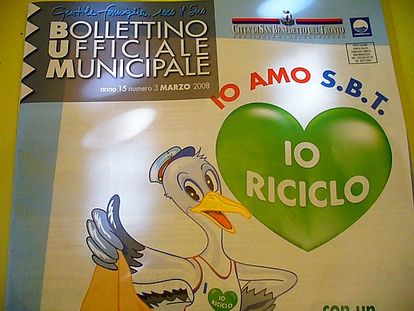 Gentile famiglia, ecco il Suo
BOLLETTINO
UFFICIALE
MUNICIPALE
anno 15 numero 3 MARZO 2008
CITTÀ DI SAN BENEDETTO DEL TRONTO
IO AMO S.B.T.
IO
RICICLO
I
con un